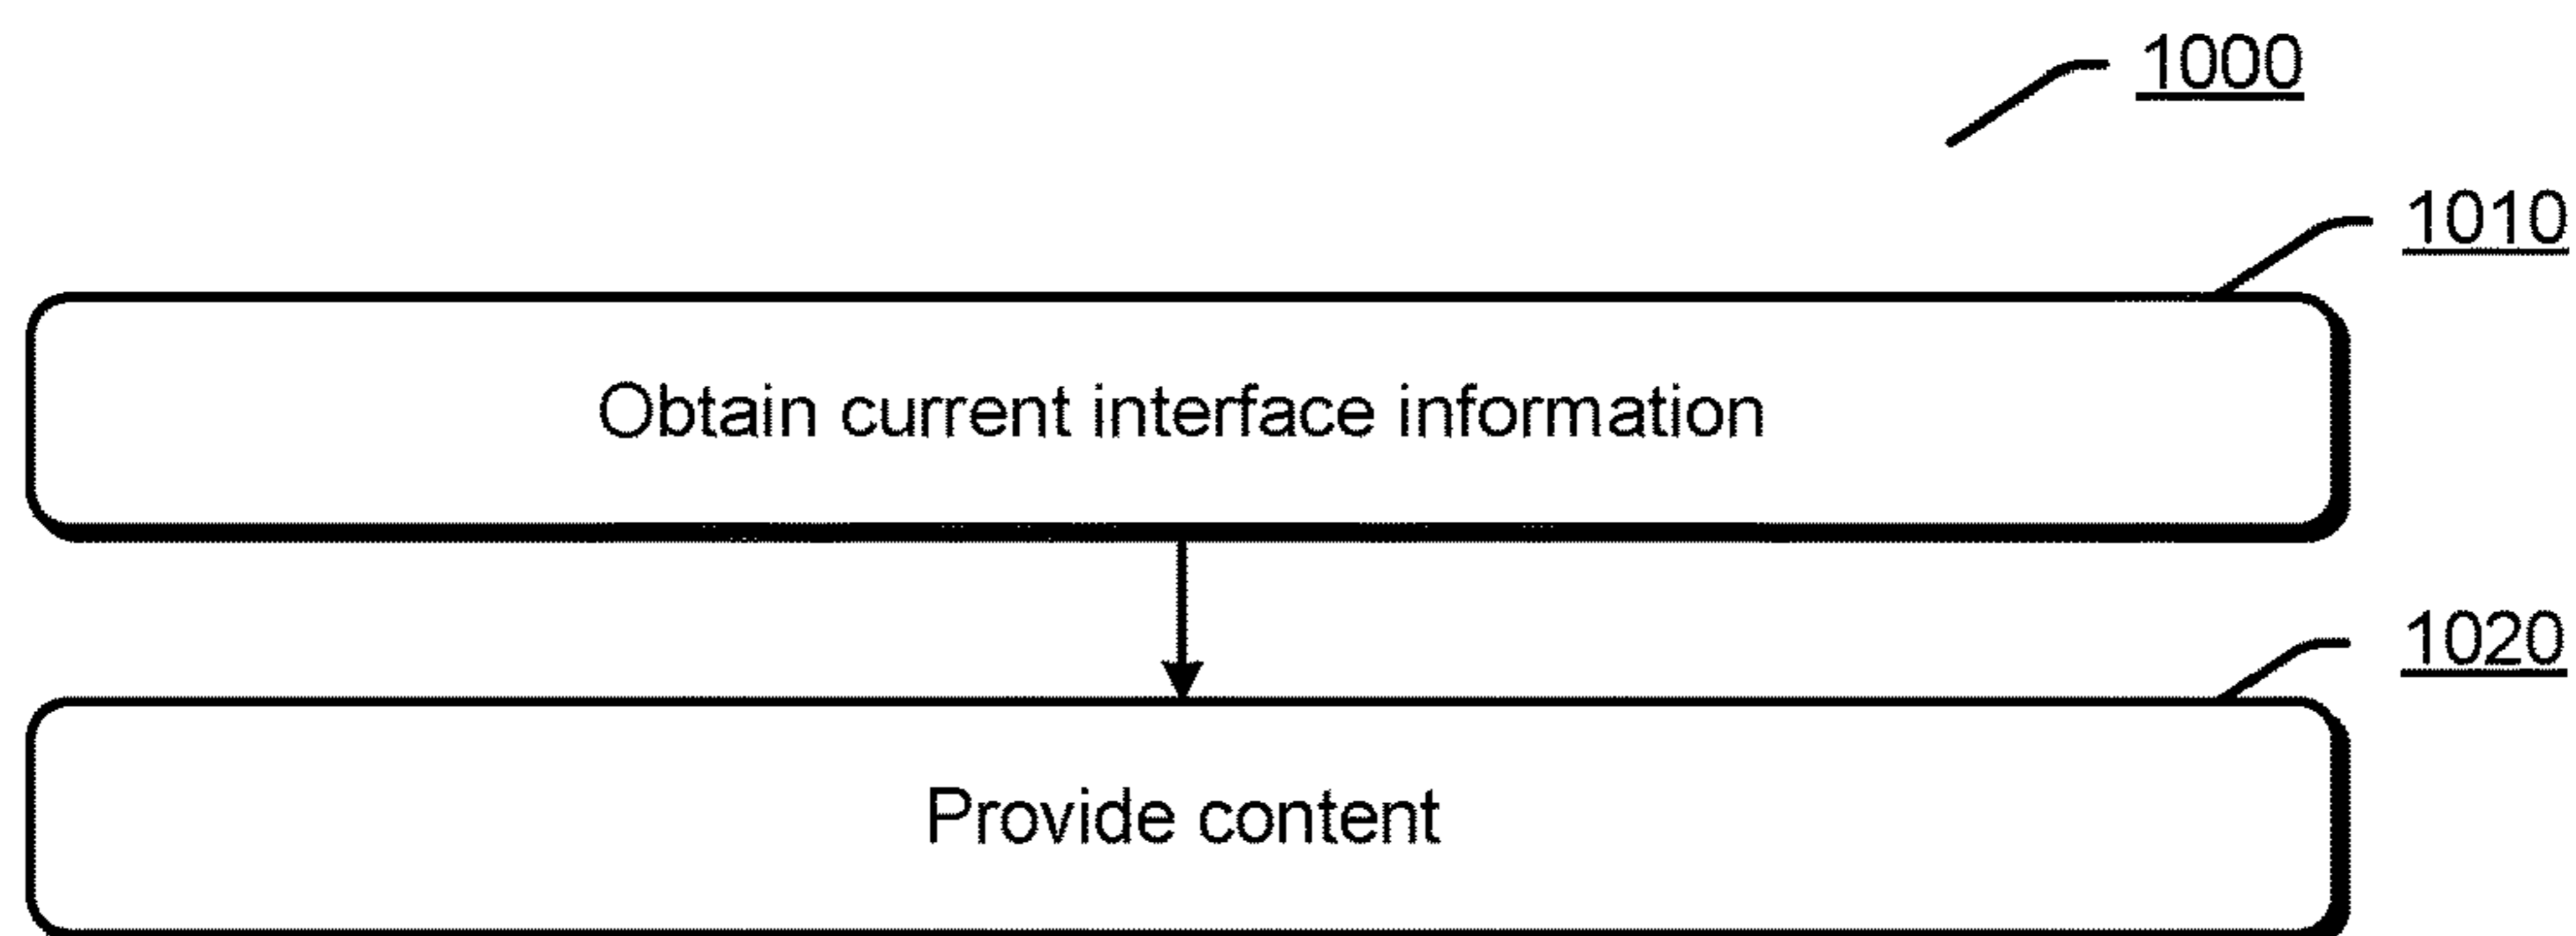 1000
1010
Obtain current interface information
1020
Provide content